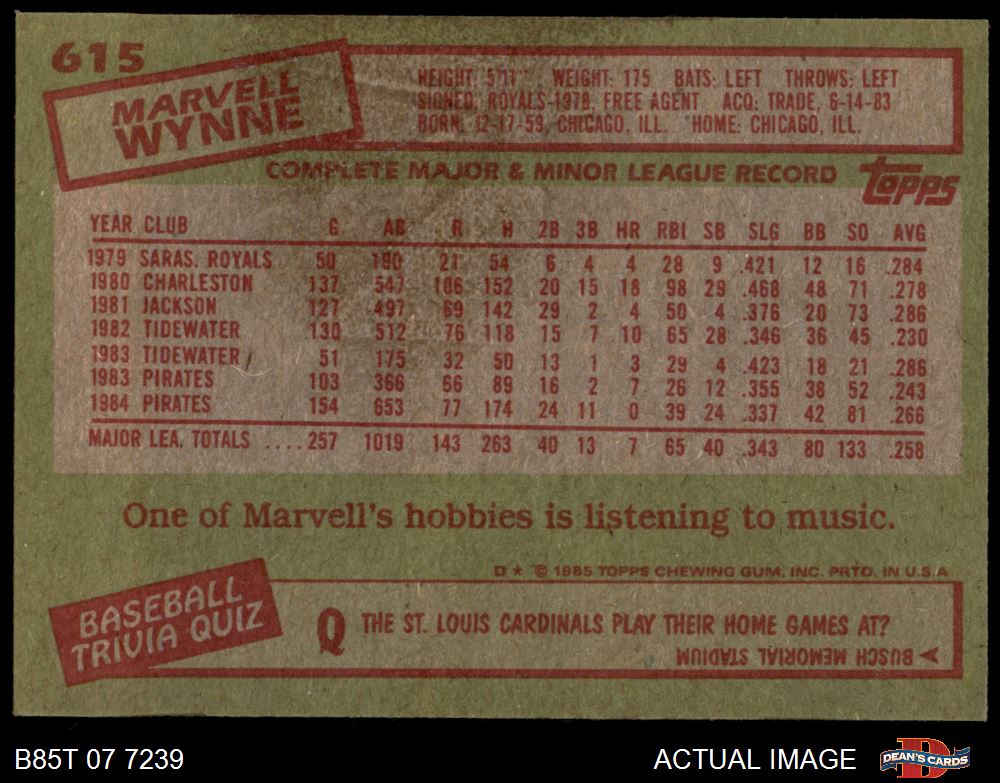 615
MARVELL
WYNNE
HEIGHT: 5'11" WEIGHT: 175 BATS: LEFT THROWS: LEFT
SIGNED: ROYALS-1978, FREE AGENT ACQ: TRADE, 6-14-83
BORN: 12-17-59, CHICAGO, ILL. HOME: CHICAGO, ILL.
COMPLETE MAJOR & MINOR LEAGUE RECORD
topps
YEAR CLUB G AB R H 2B 3B HR RBI SB SLG BB SO AVG
1979 SARAS. ROYALS 50 190 21 54 6 4 4 28 9 .421 12 16 .284
1980 CHARLESTON 137 547 106 152 20 15 18 98 29 .468 48 71 .278
1981 JACKSON 127 497 69 142 29 2 4 50 4 .376 20 73 .286
1982 TIDEWATER 130 512 76 118 15 7 10 65 28 .346 36 45 .230
1983 TIDEWATER 51 175 32 50 13 1 3 29 4 .423 18 21 .286
1983 PIRATES 103 366 66 89 16 2 7 26 12 .355 38 52 .243
1984 PIRATES 154 653 77 174 24 11 0 39 24 .337 42 81 .266
MAJOR LEA. TOTALS ....257 1019 143 263 40 13 7 65 40 .343 80 133 .258
One of Marvell's hobbies is listening to music.
D * © 1985 TOPPS CHEWING GUM, INC. PRTD. IN U.S.A
BASEBALL
TRIVIA QUIZ
Q THE ST. LOUIS CARDINALS PLAY THEIR HOME GAMES AT?
BUSCH MEMORIAL STADIUM
B85T 07 7239
ACTUAL IMAGE
DEAN'S CARDS